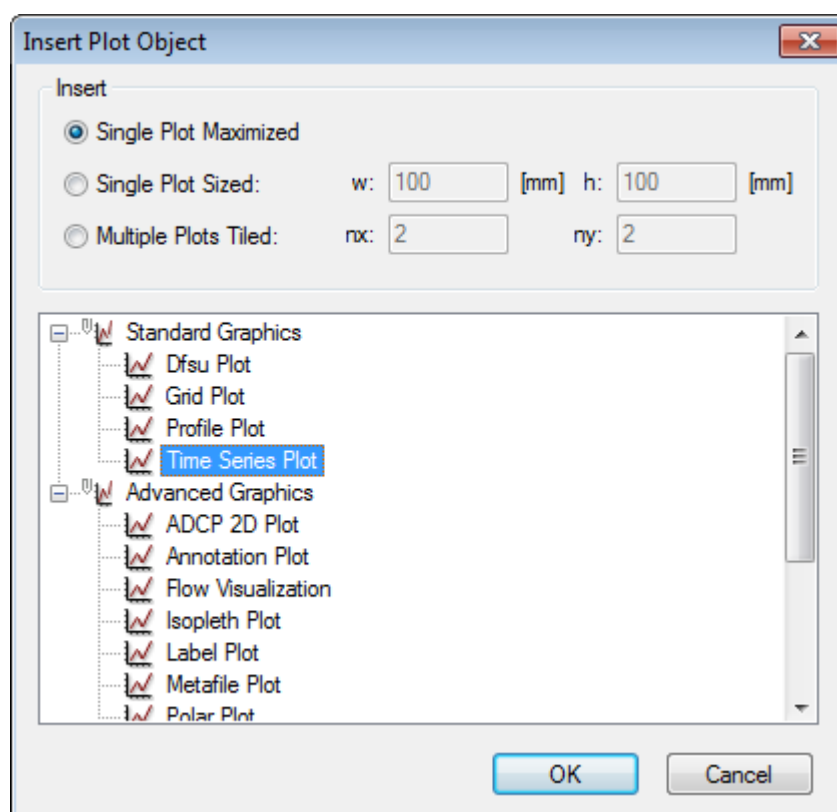 Insert Plot Object
Insert
Single Plot Maximized
Single Plot Sized: w: 100 [mm] h: 100 [mm]
Multiple Plots Tiled: nx: 2 ny: 2
Standard Graphics
Dfsu Plot
Grid Plot
Profile Plot
Time Series Plot
Advanced Graphics
ADCP 2D Plot
Annotation Plot
Flow Visualization
Isopleth Plot
Label Plot
Metafile Plot
Polar Plot
OK Cancel